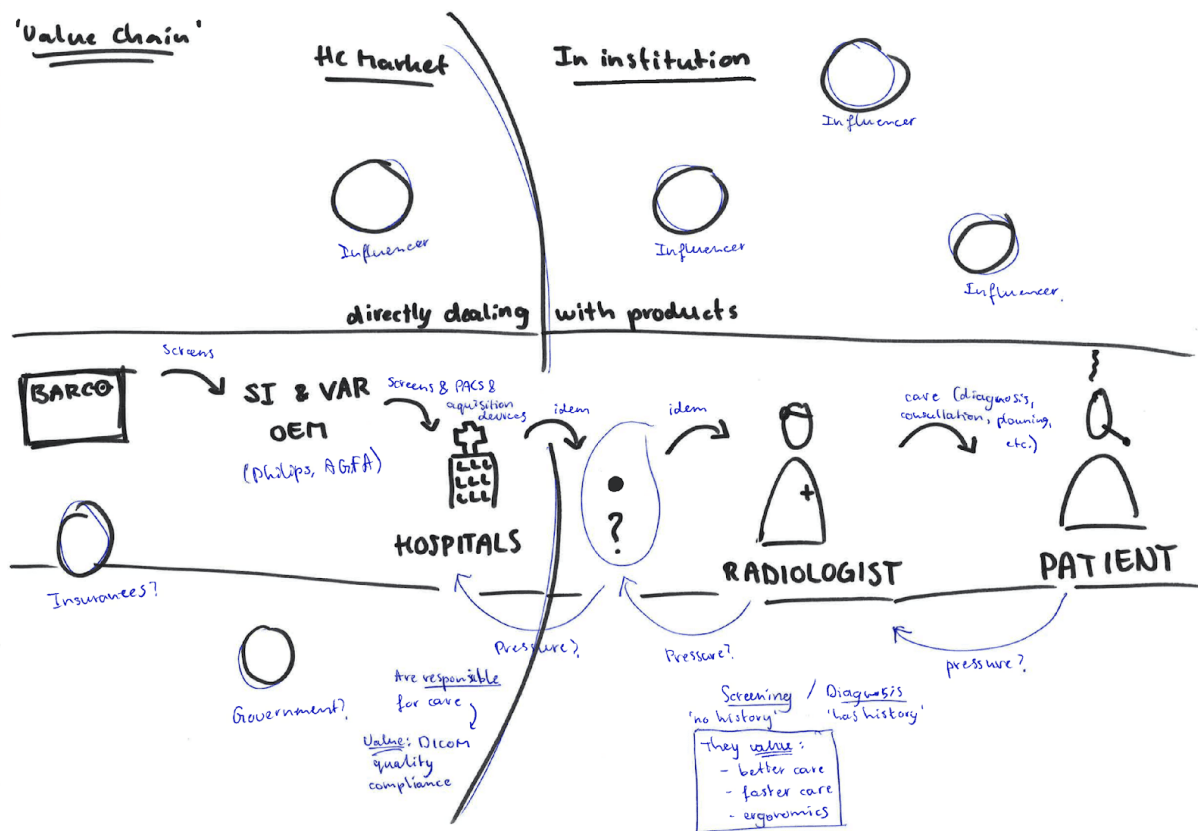 'Value chain'
HC Market
In institution
Influencer
Influencer
Influencer
Influencer.
directly dealing with products
BARCO
Screens
SI & VAR
OEM
(Philips, AGFA)
Screens & PACS &
aquisition
devices
HOSPITALS
idem
?
idem
RADIOLOGIST
care (diagnosis,
consultation, planning,
etc.)
PATIENT
Insurances?
Government?
Pressure?
Pressure?
pressure?
Are responsible
for care
Value: DICOM
quality
compliance
Screening / Diagnosis
'no history' 'has history'
They value:
- better care
- faster care
- ergonomics